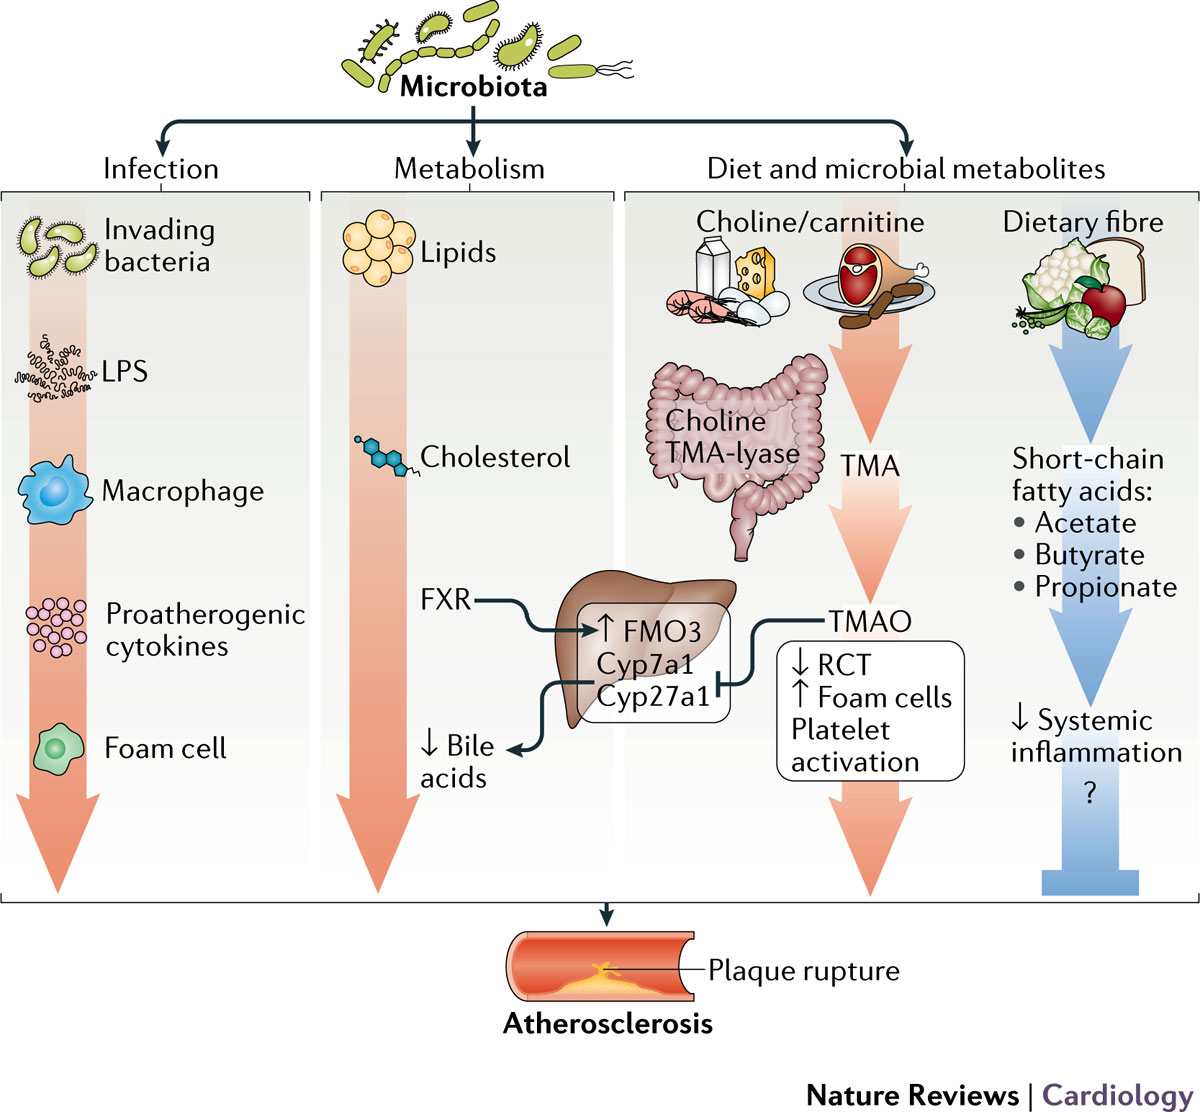 Microbiota
Infection
Metabolism
Diet and microbial metabolites
Invading
bacteria
LPS
Macrophage
Proatherogenic
cytokines
Foam cell
Lipids
Cholesterol
FXR
↑ FMO3
Cyp7a1
Cyp27a1
↓ Bile
acids
Choline/carnitine
Choline
TMA-lyase
TMA
TMAO
↓ RCT
↑ Foam cells
Platelet
activation
Dietary fibre
Short-chain
fatty acids:
• Acetate
• Butyrate
• Propionate
↓ Systemic
inflammation
?
Plaque rupture
Atherosclerosis
Nature Reviews | Cardiology